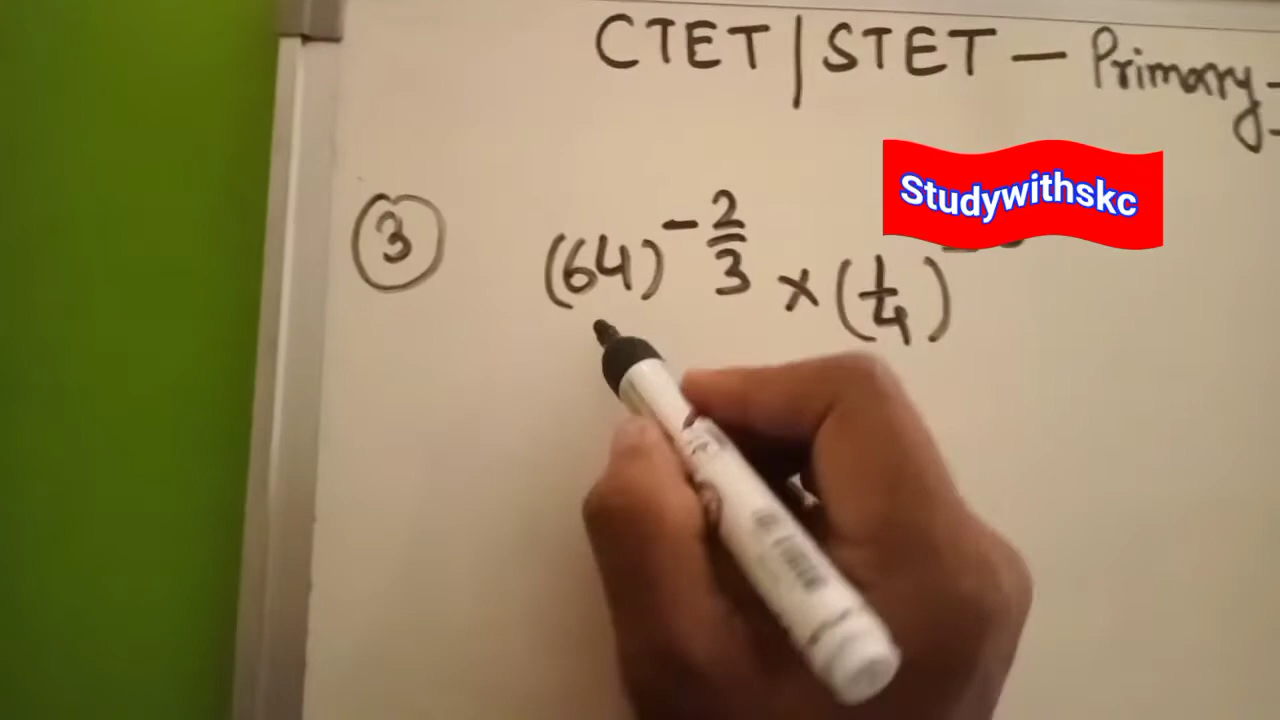 CTET | STET - Primary -
Studywithskc
3 (64)^-2/3 × (1/4)